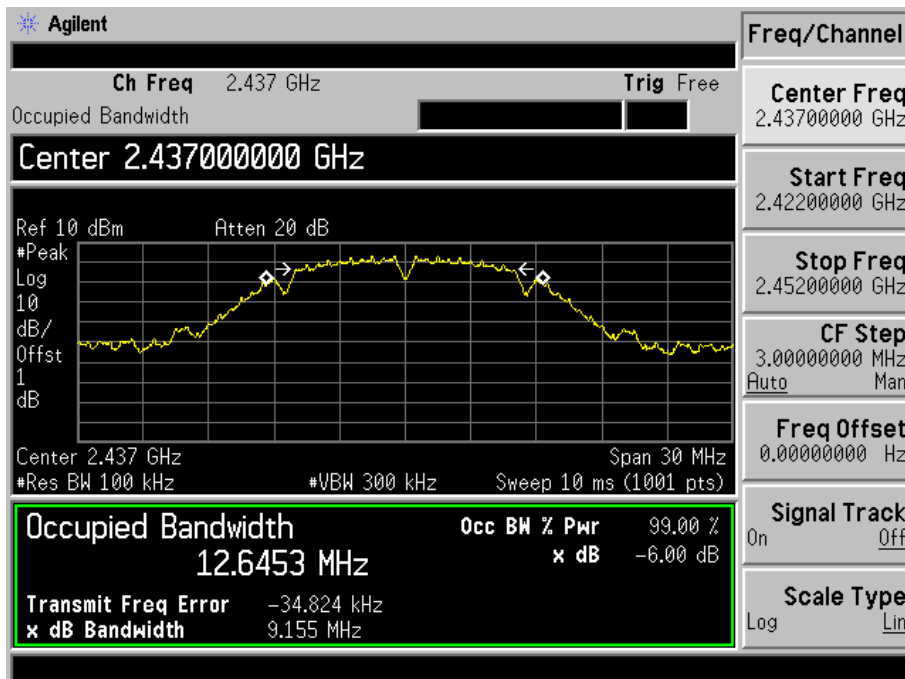 Agilent
Freq/Channel
Ch Freq 2.437 GHz Trig Free
Occupied Bandwidth
Center 2.437000000 GHz
Ref 10 dBm Atten 20 dB
#Peak
Log
10
dB/
Offst
1
dB
Center 2.437 GHz Span 30 MHz
#Res BW 100 kHz #VBW 300 kHz Sweep 10 ms (1001 pts)
Occupied Bandwidth
12.6453 MHz
Occ BW % Pwr 99.00 %
x dB -6.00 dB
Transmit Freq Error -34.824 kHz
x dB Bandwidth 9.155 MHz
Center Freq
2.43700000 GHz
Start Freq
2.42200000 GHz
Stop Freq
2.45200000 GHz
CF Step
3.00000000 MHz
Auto Man
Freq Offset
0.00000000 Hz
Signal Track
On Off
Scale Type
Log Lin